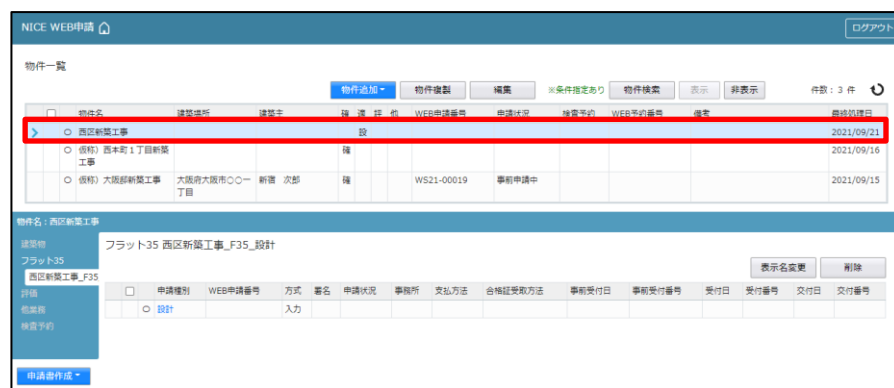 NICE WEB申請
ログアウト
物件一覧
物件追加 物件複製 編集 ※条件指定あり 物件検索 表示 非表示 件数：3 件
物件名 建築場所 建築主 確 適 評 他 WEB申請番号 申請状況 検査予約 WEB予約番号 備考 最終処理日
西区新築工事 設 2021/09/21
仮称）西本町１丁目新築 確 2021/09/16
工事
仮称）大阪邸新築工事 大阪府大阪市○○一 新宿 次郎 確 WS21-00019 事前申請中 2021/09/15
丁目
物件名：西区新築工事
建築物
フラット35 西区新築工事_F35_設計
フラット35
表示名変更 削除
西区新築工事_F35
評価
申請種別 WEB申請番号 方式 署名 申請状況 事務所 支払方法 合格証受取方法 事前受付日 事前受付番号 受付日 受付番号 交付日 交付番号
他業務
設計 入力
検査予約
申請書作成